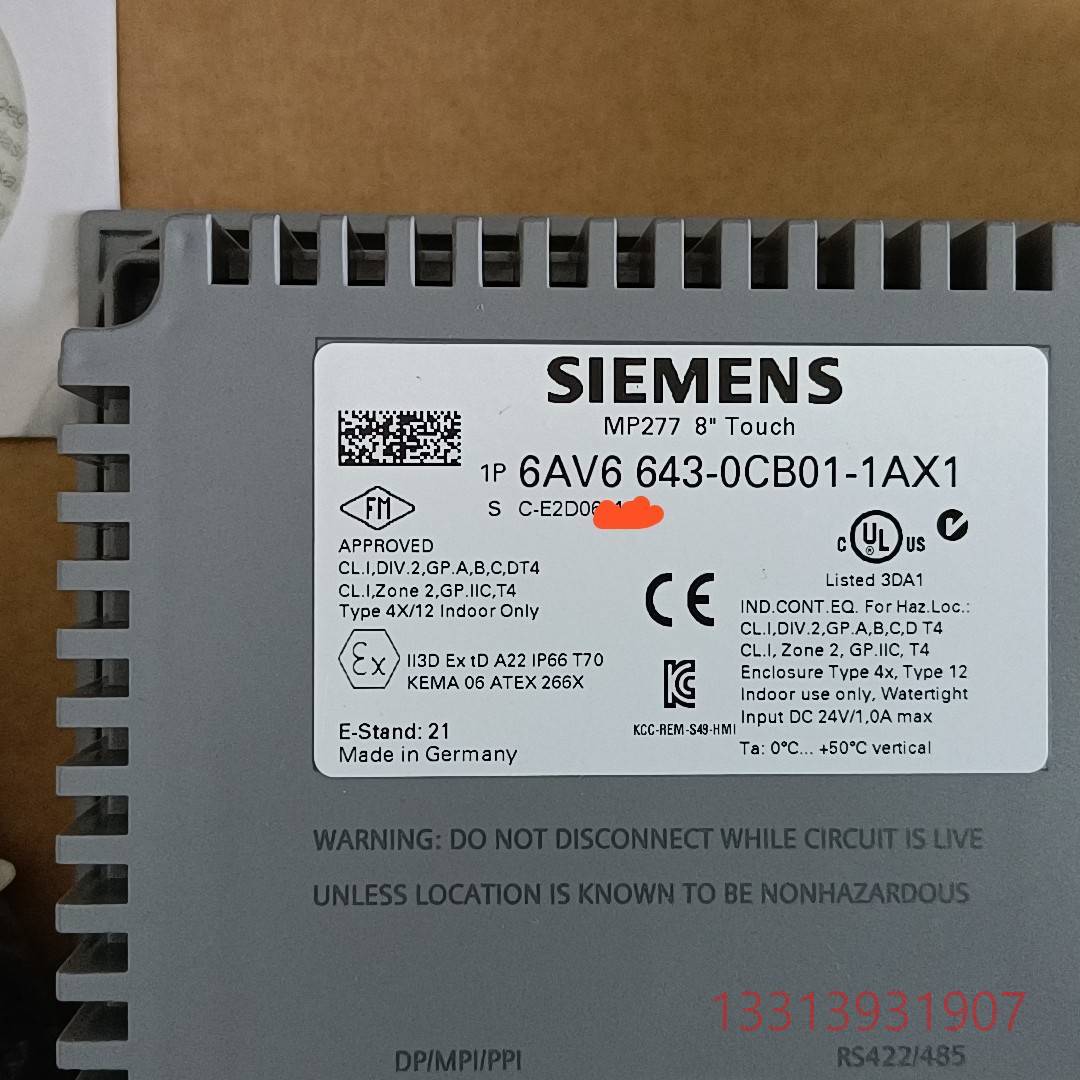 SIEMENS
MP277 8" Touch
1P 6AV6 643-0CB01-1AX1
S C-E2D06
FM
APPROVED
CL.I,DIV.2,GP.A,B,C,DT4
CL.I,Zone 2,GP.IIC,T4
Type 4X/12 Indoor Only
Ex II3D Ex tD A22 IP66 T70
KEMA 06 ATEX 266X
E-Stand: 21
Made in Germany
CE
KCC-REM-S49-HMI
C UL ® US
Listed 3DA1
IND.CONT.EQ. For Haz.Loc.:
CL.I,DIV.2,GP.A,B,C,D T4
CL.I, Zone 2, GP.IIC, T4
Enclosure Type 4x, Type 12
Indoor use only, Watertight
Input DC 24V/1,0A max
Ta: 0°C... +50°C vertical
WARNING: DO NOT DISCONNECT WHILE CIRCUIT IS LIVE
UNLESS LOCATION IS KNOWN TO BE NONHAZARDOUS
13313931907
DP/MPI/PPI
RS422/485